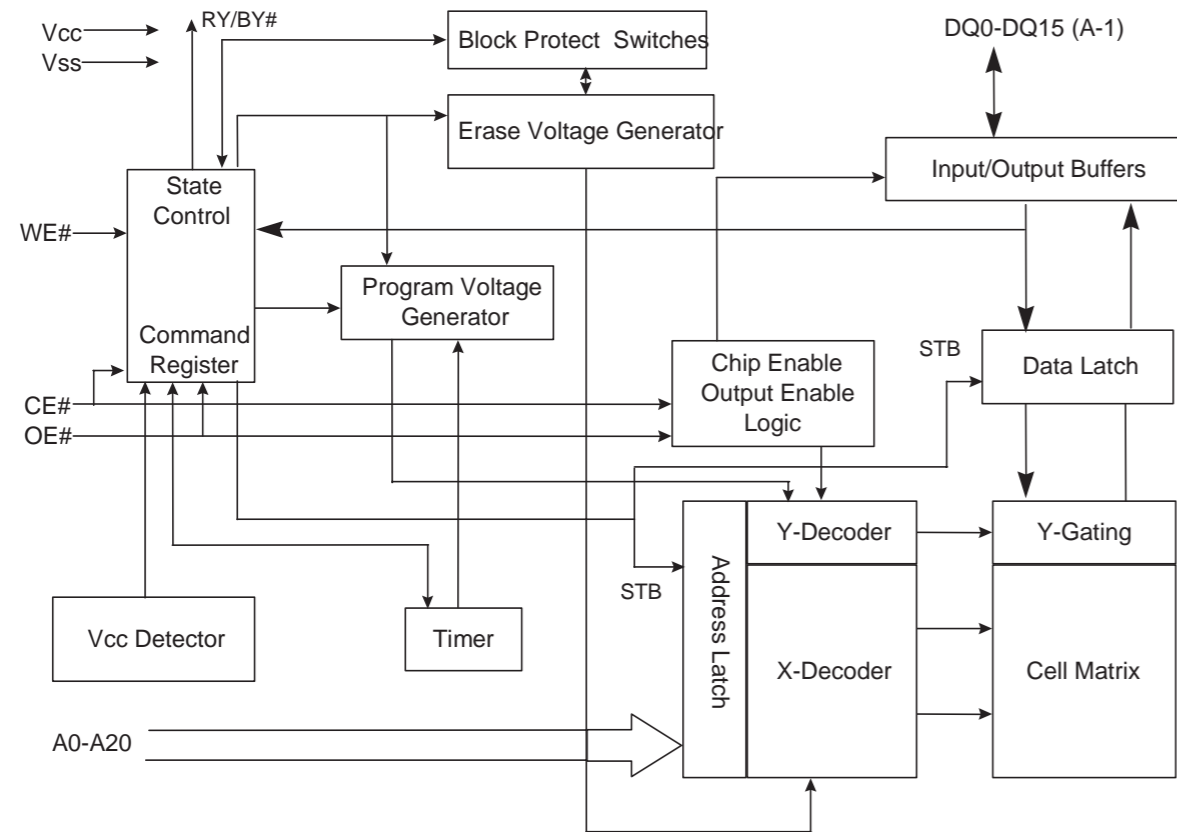 RY/BY#
Vcc
Vss
Block Protect Switches
DQ0-DQ15 (A-1)
Erase Voltage Generator
Input/Output Buffers
State
Control
WE#
Program Voltage
Generator
Command
Register
STB
Chip Enable
Output Enable
Logic
Data Latch
CE#
OE#
Y-Decoder
Y-Gating
Address Latch
STB
Vcc Detector
Timer
X-Decoder
Cell Matrix
A0-A20